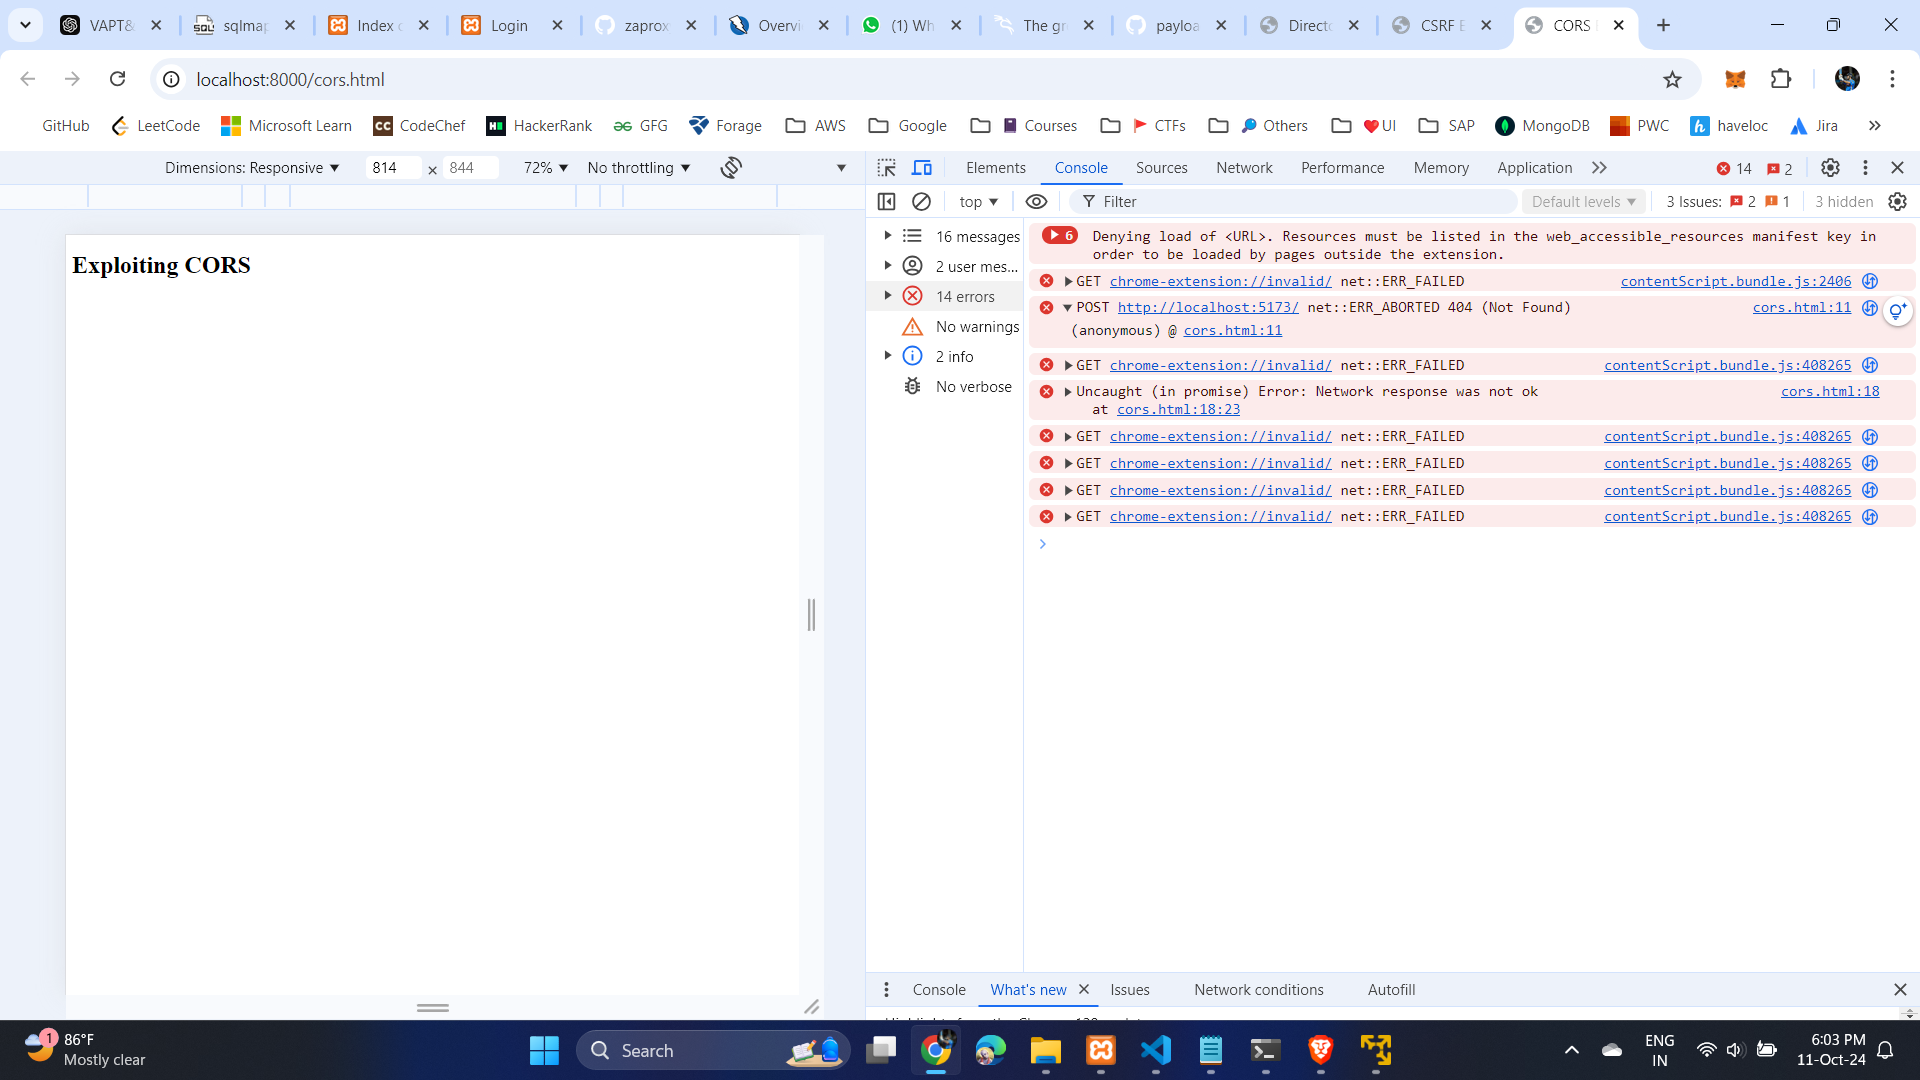 VAPT&
sqlmap
Index o
Login
zaprox
Overvi
(1) Wh
The gr
payloa
Directo
CSRF E
CORS
localhost:8000/cors.html
GitHub
LeetCode
Microsoft Learn
CodeChef
HackerRank
GFG
Forage
AWS
Google
Courses
CTFs
Others
UI
SAP
MongoDB
PWC
haveloc
Jira
Dimensions: Responsive
814 × 844
72%
No throttling
Elements
Console
Sources
Network
Performance
Memory
Application
14
2
top
Filter
Default levels
3 Issues: 2 1
3 hidden
16 messages
2 user mes...
14 errors
No warnings
2 info
No verbose
6 Denying load of <URL>. Resources must be listed in the web_accessible_resources manifest key in
order to be loaded by pages outside the extension.
GET chrome-extension://invalid/ net::ERR_FAILED contentScript.bundle.js:2406
POST http://localhost:5173/ net::ERR_ABORTED 404 (Not Found) cors.html:11
(anonymous) @ cors.html:11
GET chrome-extension://invalid/ net::ERR_FAILED contentScript.bundle.js:408265
Uncaught (in promise) Error: Network response was not ok cors.html:18
at cors.html:18:23
GET chrome-extension://invalid/ net::ERR_FAILED contentScript.bundle.js:408265
GET chrome-extension://invalid/ net::ERR_FAILED contentScript.bundle.js:408265
GET chrome-extension://invalid/ net::ERR_FAILED contentScript.bundle.js:408265
GET chrome-extension://invalid/ net::ERR_FAILED contentScript.bundle.js:408265
Exploiting CORS
Console
What's new
Issues
Network conditions
Autofill
1
86°F
Mostly clear
Search
ENG
IN
6:03 PM
11-Oct-24